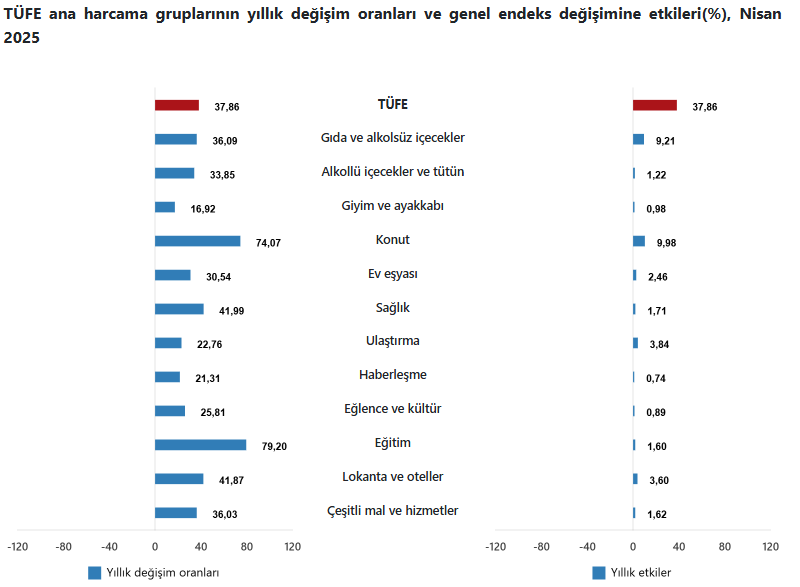 TÜFE ana harcama gruplarının yıllık değişim oranları ve genel endeks değişimine etkileri(%), Nisan
2025
37,86 TÜFE 37,86
36,09 Gıda ve alkolsüz içecekler 9,21
33,85 Alkollü içecekler ve tütün 1,22
16,92 Giyim ve ayakkabı 0,98
74,07 Konut 9,98
30,54 Ev eşyası 2,46
41,99 Sağlık 1,71
22,76 Ulaştırma 3,84
21,31 Haberleşme 0,74
25,81 Eğlence ve kültür 0,89
79,20 Eğitim 1,60
41,87 Lokanta ve oteller 3,60
36,03 Çeşitli mal ve hizmetler 1,62
-120 -80 -40 0 40 80 120 -120 -80 -40 0 40 80 120
Yıllık değişim oranları Yıllık etkiler